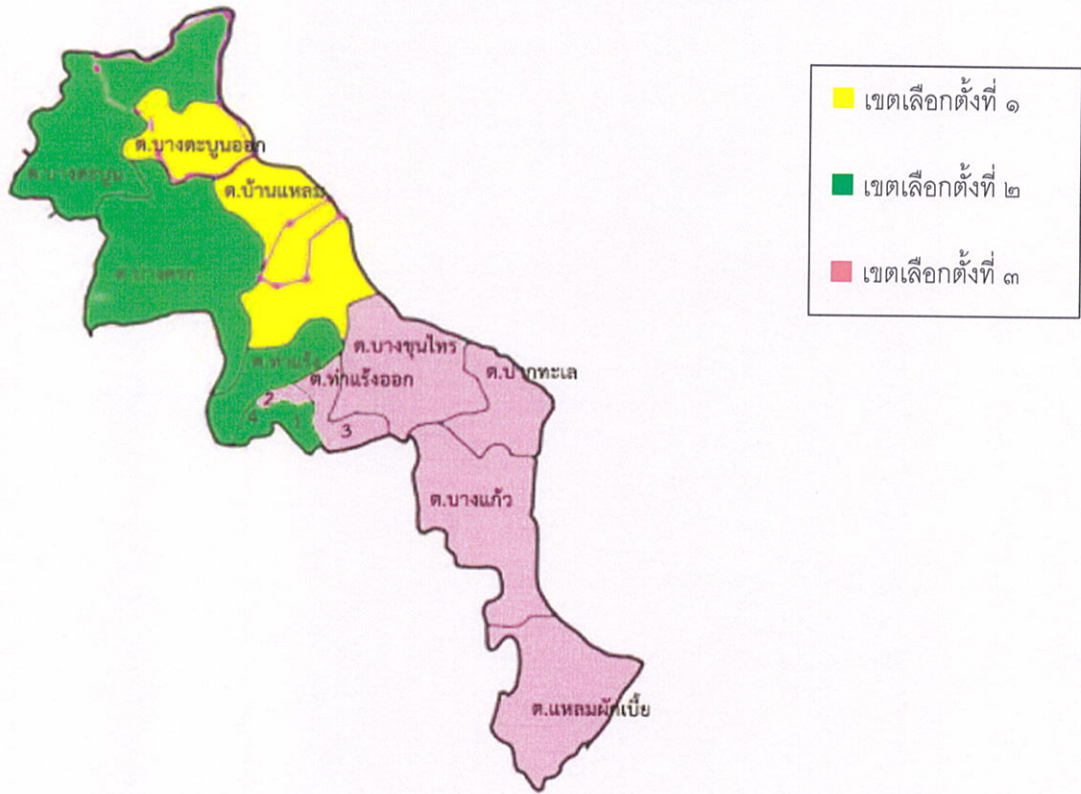 เขตเลือกตั้งที่ ๑
เขตเลือกตั้งที่ ๒
เขตเลือกตั้งที่ ๓
ต.บางตะบูนออก
ต.บางตะบูน
ต.บ้านแหลม
ต.บางครก
ต.บางขุนไทร
ต.ท่าแร้ง
ต.ท่าแร้งออก
ต.ปากทะเล
2
4
1
3
ต.บางแก้ว
ต.แหลมผักเบี้ย